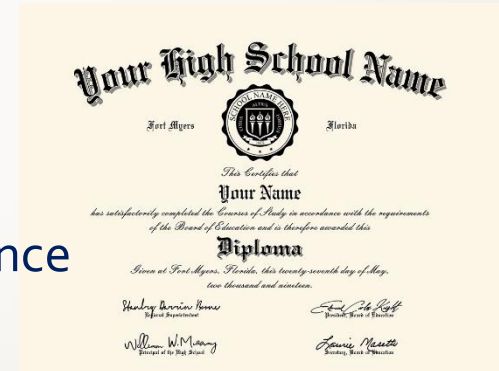 Your High School Name
Fort Myers
Florida
SCHOOL NAME HERE
This Certifies that
Your Name
has satisfactorily completed the Courses of Study in accordance with the requirements
of the Board of Education and is therefore awarded this
Diploma
nce
Given at Fort Myers, Florida, this twenty-seventh day of May,
two thousand and nineteen.
President, Board of Education
Principal of the High School
Secretary, Board of Education